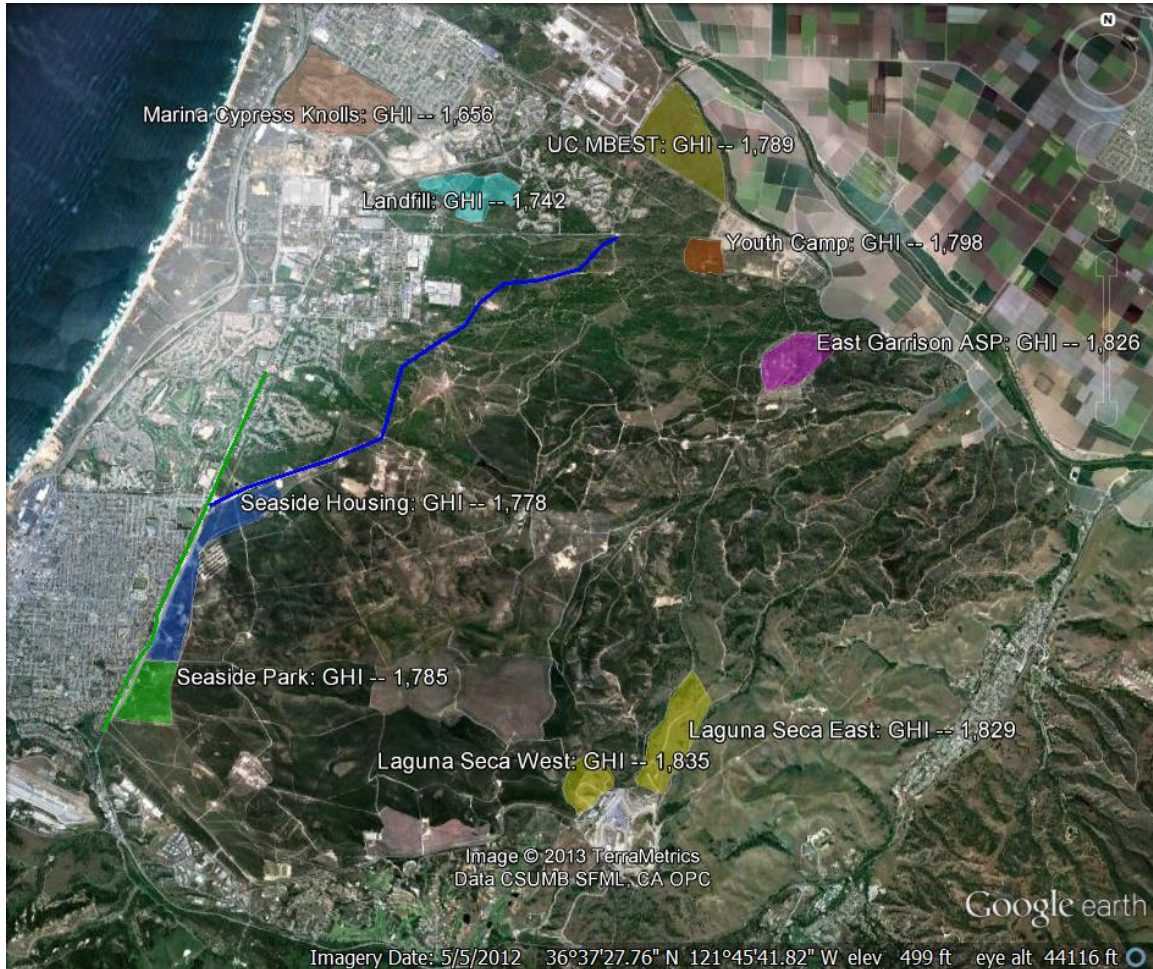 N
Marina Cypress Knolls: GHI -- 1,656
UC MBEST: GHI -- 1,789
Landfill: GHI -- 1,742
Youth Camp: GHI -- 1,798
East Garrison ASP: GHI -- 1,826
Seaside Housing: GHI -- 1,778
Seaside Park: GHI -- 1,785
Laguna Seca East: GHI -- 1,829
Laguna Seca West: GHI -- 1,835
Image © 2013 TerraMetrics
Data CSUMB SFML, CA OPC
Google earth
Imagery Date: 5/5/2012 36°37'27.76" N 121°45'41.82" W elev 499 ft eye alt 44116 ft